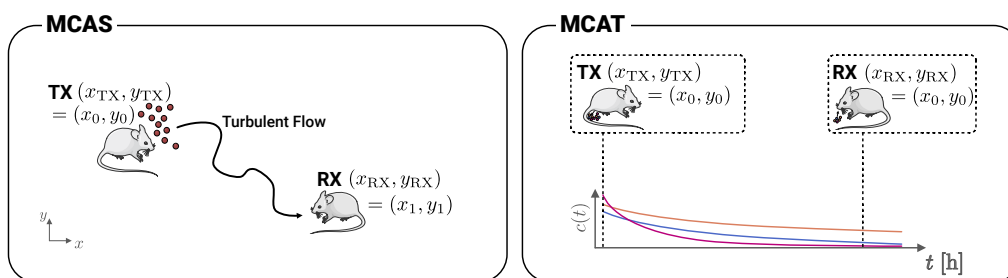 MCAS
TX (x_TX, y_TX)
= (x_0, y_0)
Turbulent Flow
RX (x_RX, y_RX)
= (x_1, y_1)
y
x
MCAT
TX (x_TX, y_TX)
= (x_0, y_0)
RX (x_RX, y_RX)
= (x_0, y_0)
c(t)
t [h]